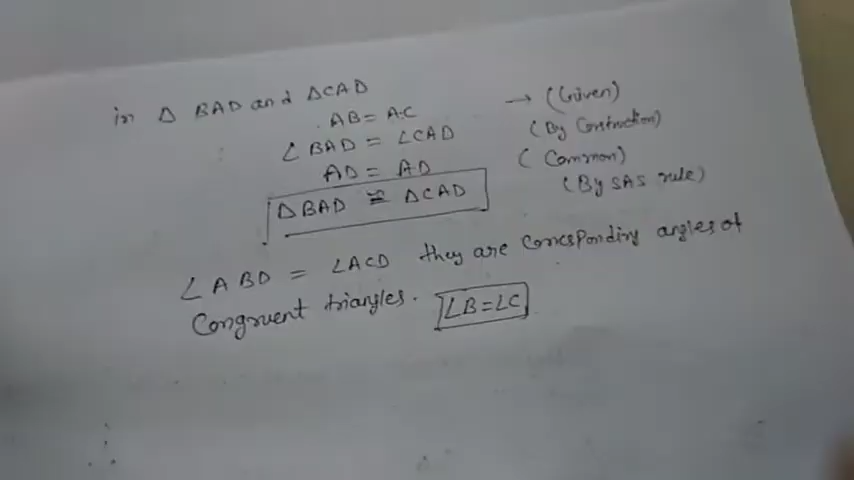 in Δ BAD and ΔCAD
AB = AC → (Given)
∠BAD = ∠CAD (By Construction)
AD = AD (Common)
ΔBAD ≅ ΔCAD (By SAS rule)
∠ABD = ∠ACD they are corresponding angles of
Congruent triangles. ∠B=∠C